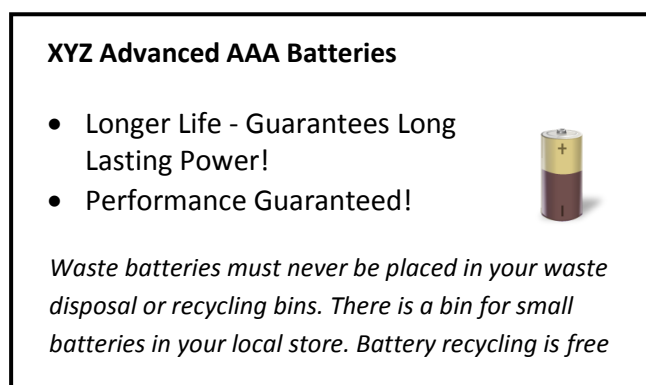 XYZ Advanced AAA Batteries
• Longer Life - Guarantees Long
Lasting Power!
• Performance Guaranteed!
Waste batteries must never be placed in your waste
disposal or recycling bins. There is a bin for small
batteries in your local store. Battery recycling is free